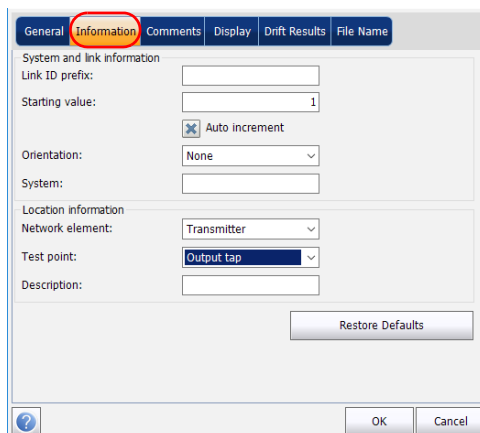 General Information Comments Display Drift Results File Name
System and link information
Link ID prefix:
Starting value: 1
Auto increment
Orientation: None
System:
Location information
Network element: Transmitter
Test point: Output tap
Description:
Restore Defaults
? OK Cancel